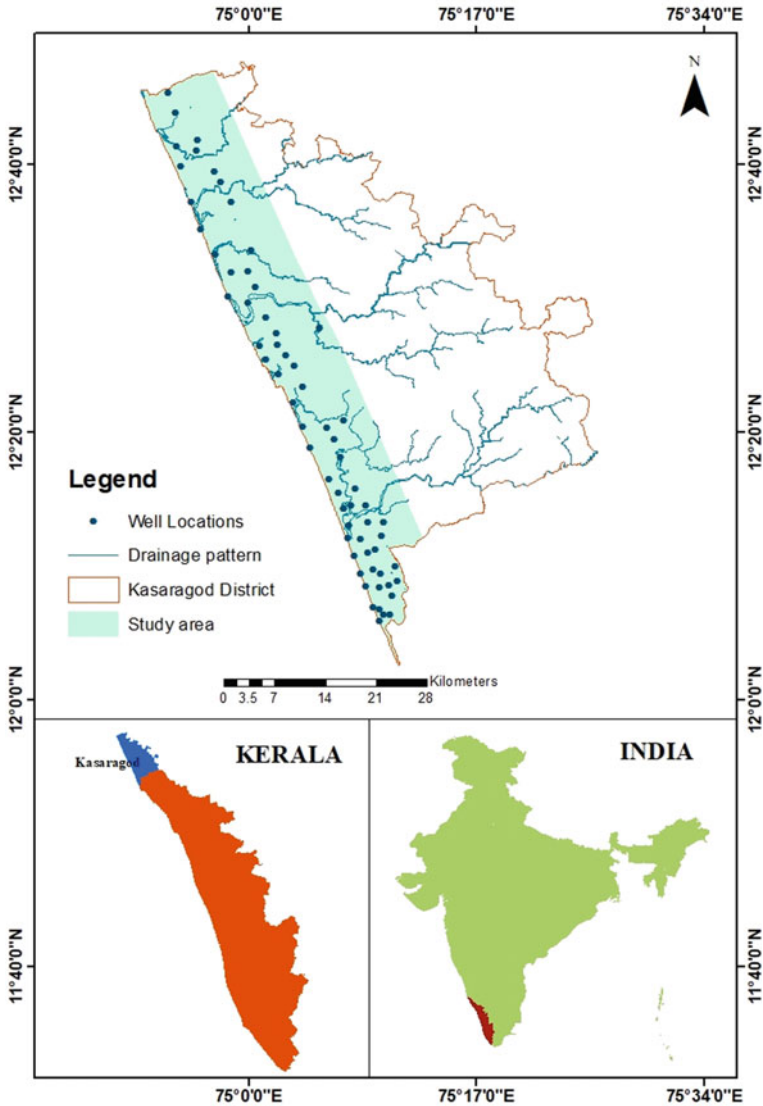 75°0'0"E 75°17'0"E 75°34'0"E
N
12°40'0"N 12°40'0"N
12°20'0"N 12°20'0"N
Legend
Well Locations
Drainage pattern
Kasaragod District
Study area
Kilometers
0 3.5 7 14 21 28
12°0'0"N 12°0'0"N
KERALA
Kasaragod
INDIA
11°40'0"N 11°40'0"N
75°0'0"E 75°17'0"E 75°34'0"E